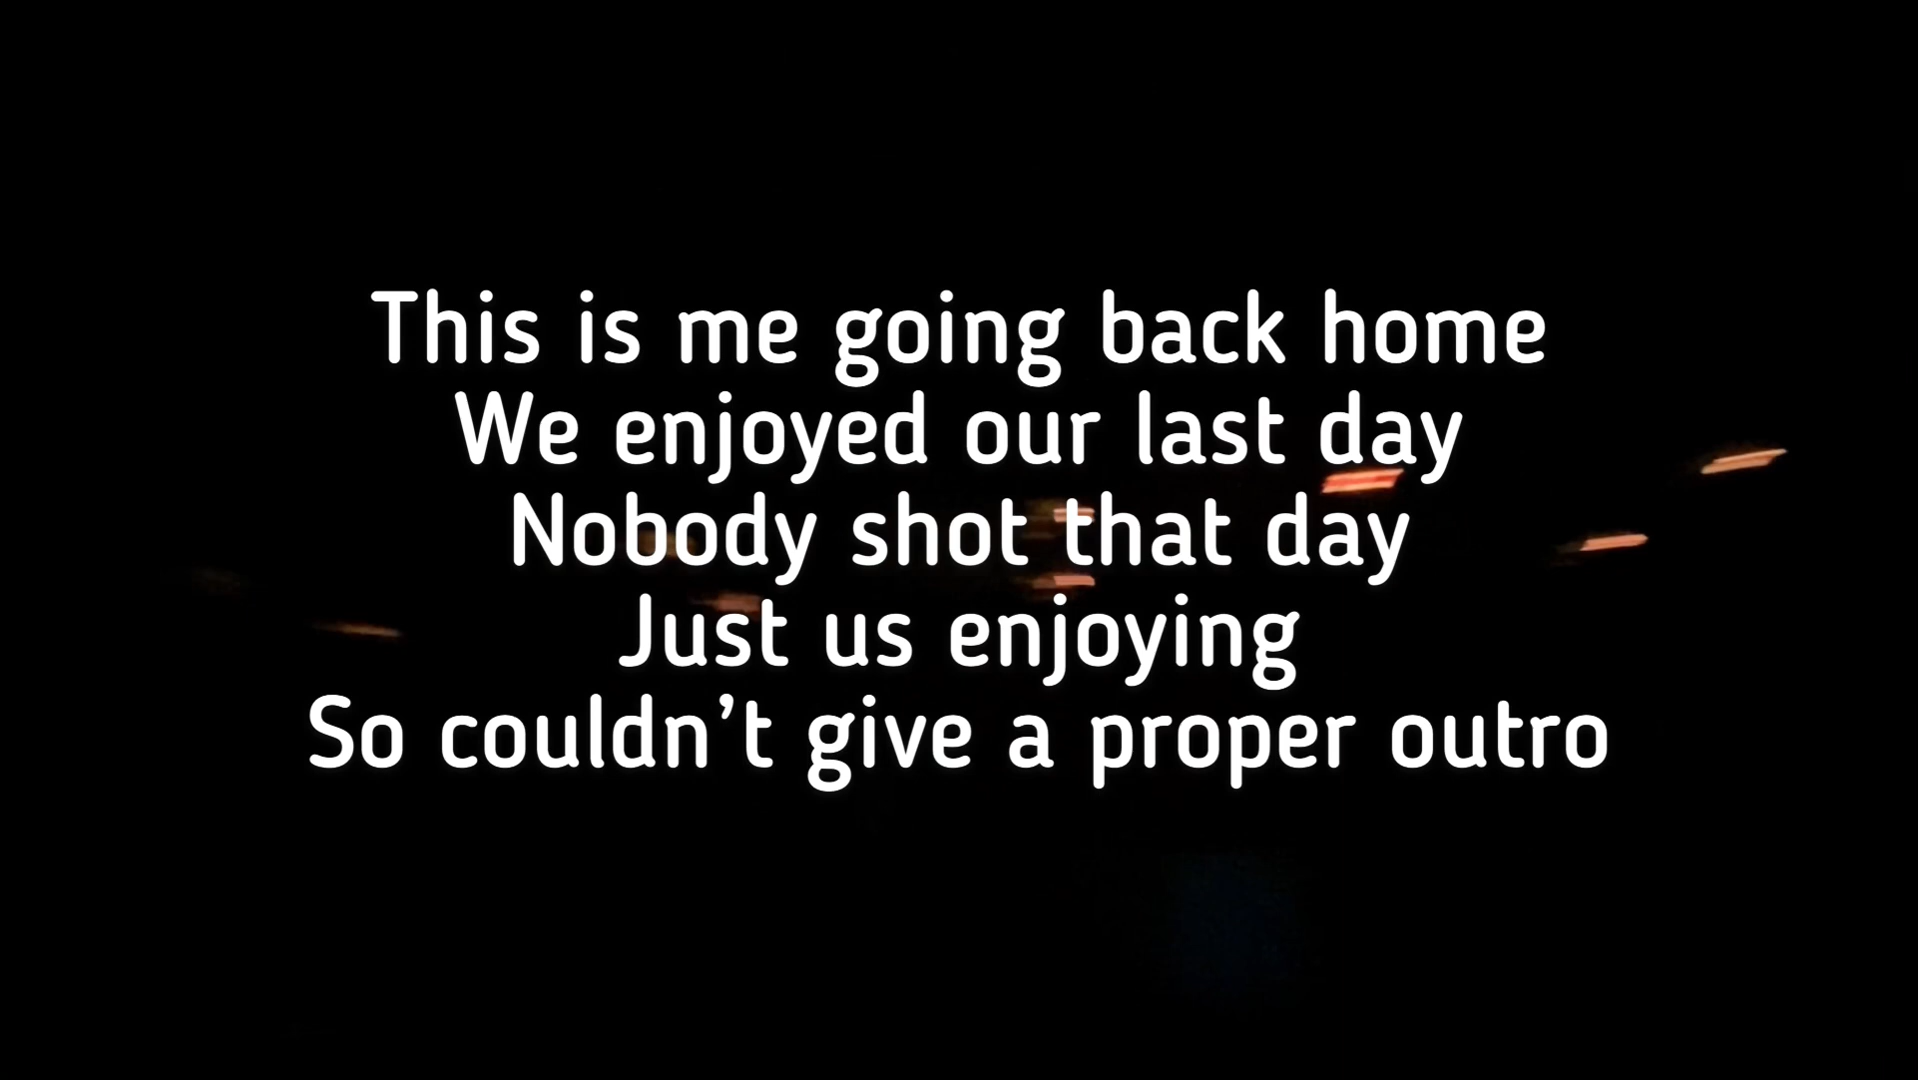 This is me going back home
We enjoyed our last day
Nobody shot that day
Just us enjoying
So couldn’t give a proper outro